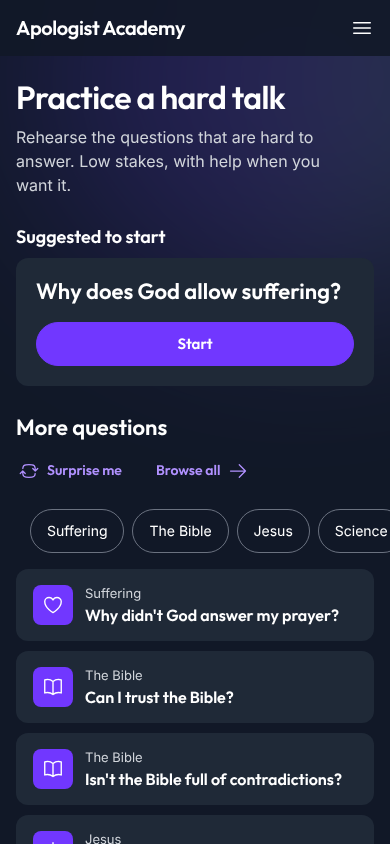 Apologist Academy
Practice a hard talk
Rehearse the questions that are hard to
answer. Low stakes, with help when you
want it.
Suggested to start
Why does God allow suffering?
Start
More questions
Surprise me
Browse all
Suffering
The Bible
Jesus
Science
Suffering
Why didn't God answer my prayer?
The Bible
Can I trust the Bible?
The Bible
Isn't the Bible full of contradictions?
Jesus